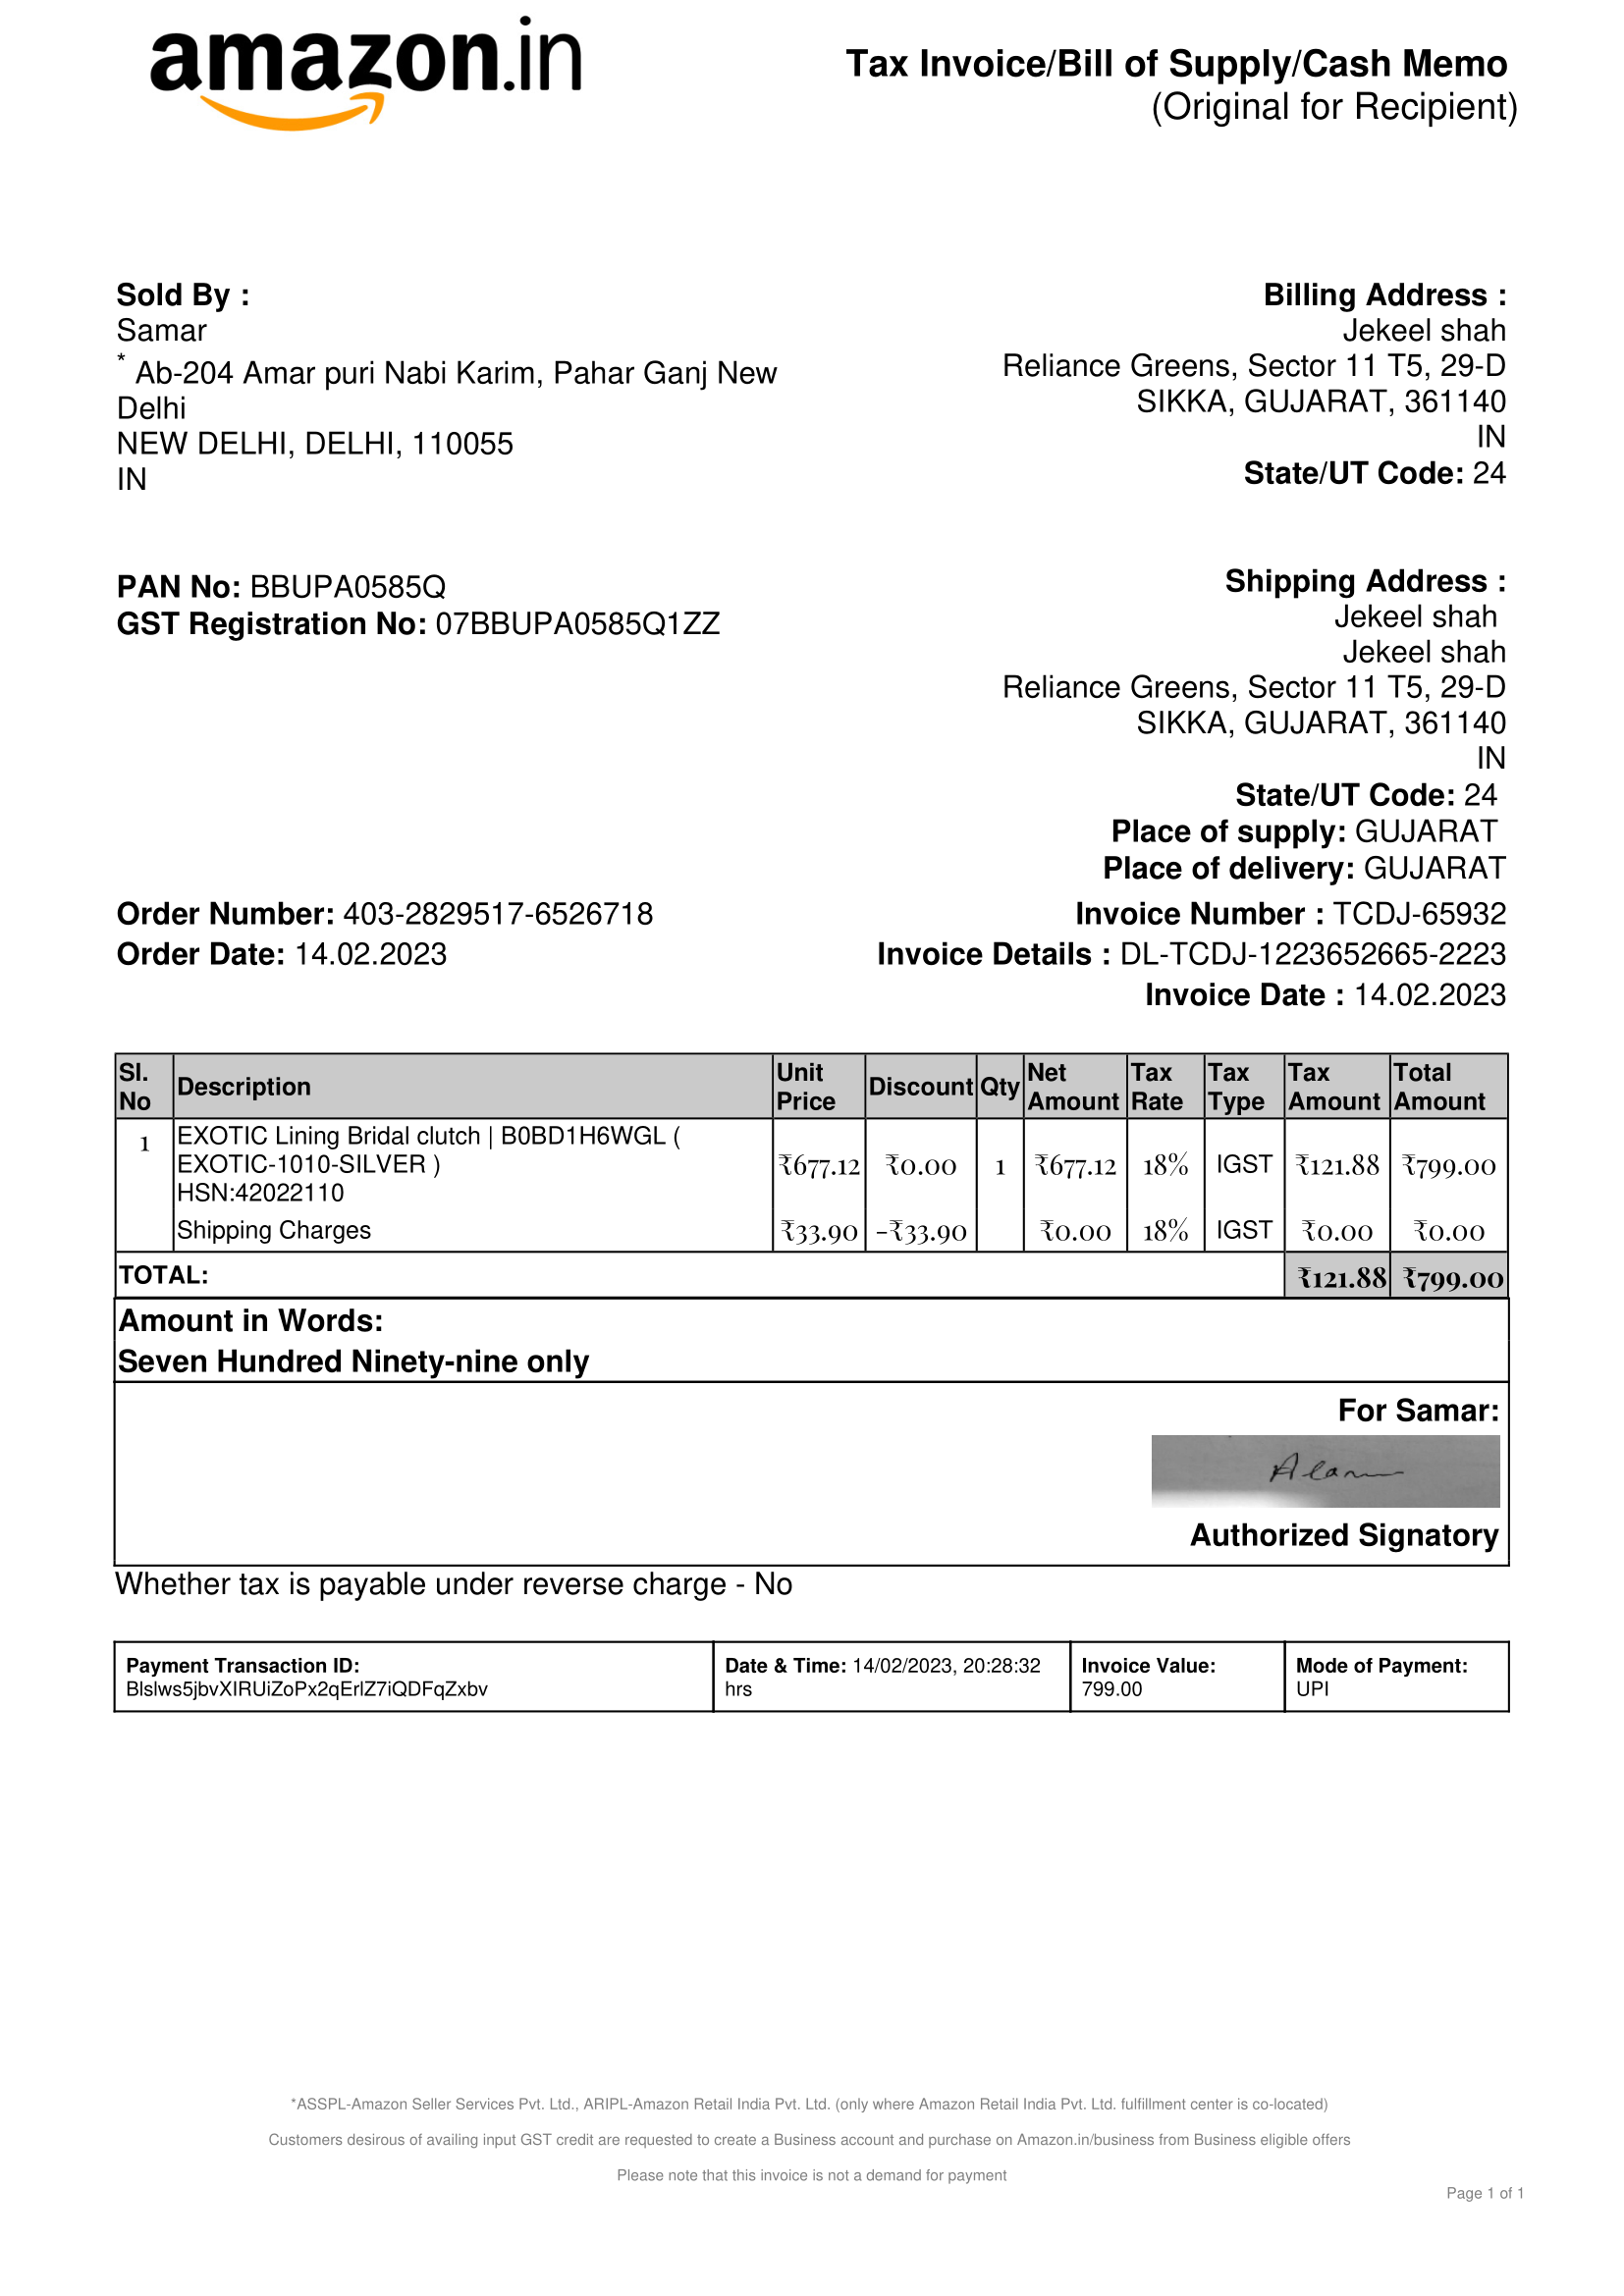 amazon.in
Tax Invoice/Bill of Supply/Cash Memo
(Original for Recipient)
Sold By :
Samar
* Ab-204 Amar puri Nabi Karim, Pahar Ganj New
Delhi
NEW DELHI, DELHI, 110055
IN
Billing Address :
Jekeel shah
Reliance Greens, Sector 11 T5, 29-D
SIKKA, GUJARAT, 361140
IN
State/UT Code: 24
PAN No: BBUPA0585Q
GST Registration No: 07BBUPA0585Q1ZZ
Shipping Address :
Jekeel shah
Jekeel shah
Reliance Greens, Sector 11 T5, 29-D
SIKKA, GUJARAT, 361140
IN
State/UT Code: 24
Place of supply: GUJARAT
Place of delivery: GUJARAT
Order Number: 403-2829517-6526718
Order Date: 14.02.2023
Invoice Number : TCDJ-65932
Invoice Details : DL-TCDJ-1223652665-2223
Invoice Date : 14.02.2023
Sl. No Description Unit Price Discount Qty Net Amount Tax Rate Tax Type Tax Amount Total Amount
1 EXOTIC Lining Bridal clutch | B0BD1H6WGL (
EXOTIC-1010-SILVER ) ₹677.12 ₹0.00 1 ₹677.12 18% IGST ₹121.88 ₹799.00
HSN:42022110
Shipping Charges ₹33.90 -₹33.90 ₹0.00 18% IGST ₹0.00 ₹0.00
TOTAL: ₹121.88 ₹799.00
Amount in Words:
Seven Hundred Ninety-nine only
For Samar:
Alam
Authorized Signatory
Whether tax is payable under reverse charge - No
Payment Transaction ID:
BlsIws5jbvXIRUiZoPx2qErlZ7iQDFqZxbv
Date & Time: 14/02/2023, 20:28:32
hrs
Invoice Value:
799.00
Mode of Payment:
UPI
*ASSPL-Amazon Seller Services Pvt. Ltd., ARIPL-Amazon Retail India Pvt. Ltd. (only where Amazon Retail India Pvt. Ltd. fulfillment center is co-located)
Customers desirous of availing input GST credit are requested to create a Business account and purchase on Amazon.in/business from Business eligible offers
Please note that this invoice is not a demand for payment
Page 1 of 1